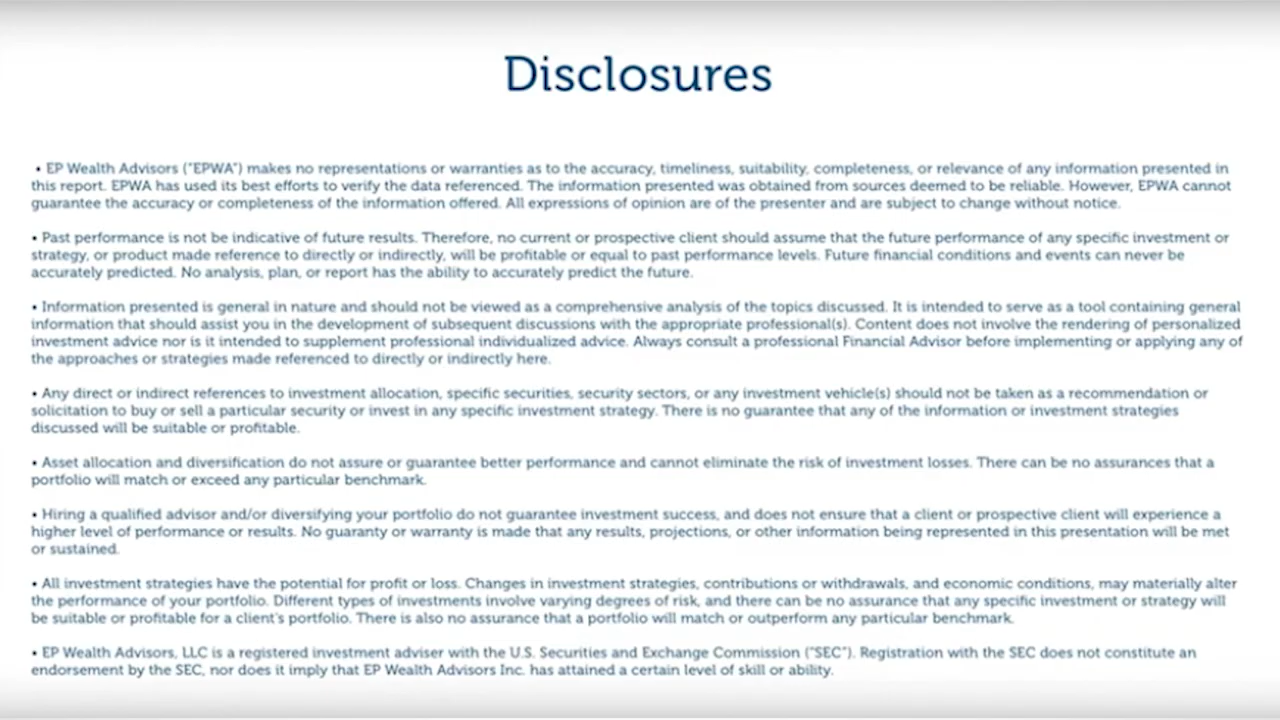 Disclosures
• EP Wealth Advisors ("EPWA") makes no representations or warranties as to the accuracy, timeliness, suitability, completeness, or relevance of any information presented in
this report. EPWA has used its best efforts to verify the data referenced. The information presented was obtained from sources deemed to be reliable. However, EPWA cannot
guarantee the accuracy or completeness of the information offered. All expressions of opinion are of the presenter and are subject to change without notice.
• Past performance is not be indicative of future results. Therefore, no current or prospective client should assume that the future performance of any specific investment or
strategy, or product made reference to directly or indirectly, will be profitable or equal to past performance levels. Future financial conditions and events can never be
accurately predicted. No analysis, plan, or report has the ability to accurately predict the future.
• Information presented is general in nature and should not be viewed as a comprehensive analysis of the topics discussed. It is intended to serve as a tool containing general
information that should assist you in the development of subsequent discussions with the appropriate professional(s). Content does not involve the rendering of personalized
investment advice nor is it intended to supplement professional individualized advice. Always consult a professional Financial Advisor before implementing or applying any of
the approaches or strategies made referenced to directly or indirectly here.
• Any direct or indirect references to investment allocation, specific securities, security sectors, or any investment vehicle(s) should not be taken as a recommendation or
solicitation to buy or sell a particular security or invest in any specific investment strategy. There is no guarantee that any of the information or investment strategies
discussed will be suitable or profitable.
• Asset allocation and diversification do not assure or guarantee better performance and cannot eliminate the risk of investment losses. There can be no assurances that a
portfolio will match or exceed any particular benchmark.
• Hiring a qualified advisor and/or diversifying your portfolio do not guarantee investment success, and does not ensure that a client or prospective client will experience a
higher level of performance or results. No guaranty or warranty is made that any results, projections, or other information being represented in this presentation will be met
or sustained.
• All investment strategies have the potential for profit or loss. Changes in investment strategies, contributions or withdrawals, and economic conditions, may materially alter
the performance of your portfolio. Different types of investments involve varying degrees of risk, and there can be no assurance that any specific investment or strategy will
be suitable or profitable for a client's portfolio. There is also no assurance that a portfolio will match or outperform any particular benchmark.
• EP Wealth Advisors, LLC is a registered investment adviser with the U.S. Securities and Exchange Commission ("SEC"). Registration with the SEC does not constitute an
endorsement by the SEC, nor does it imply that EP Wealth Advisors Inc. has attained a certain level of skill or ability.